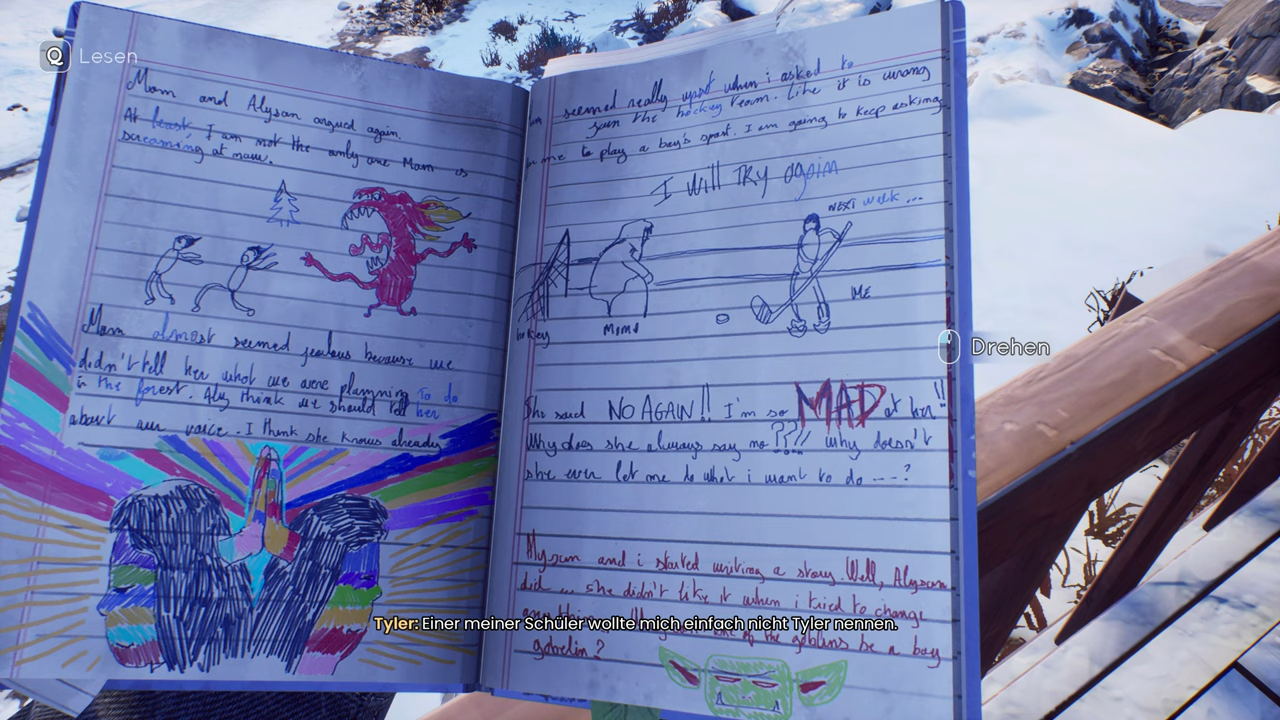 Q Lesen
Mom and Alyson argued again.
At least I am not the only one Mom is
screaming at now.
Mom almost seemed jealous because we
didn't tell her what we were planning to do
in the forest. Aly think we should tell her
about our voice. I think she knows already
seemed really upset when i asked to
join the hockey team. Like it is wrong
me to play a boy's sport. I am going to keep asking.
I will TRY again
NEXT week ...
ME
Moms
hockey
She said NO AGAIN!! I'm so MAD at her!!
Why does she always say no ???!! Why doesn't
she ever let me do what i want to do ---?
Alyson and i started writing a story. Well, Alyson
did ... she didn't like it when i tried to change
one of the goblins be a boy
gobelin?
Drehen
Tyler: Einer meiner Schüler wollte mich einfach nicht Tyler nennen.